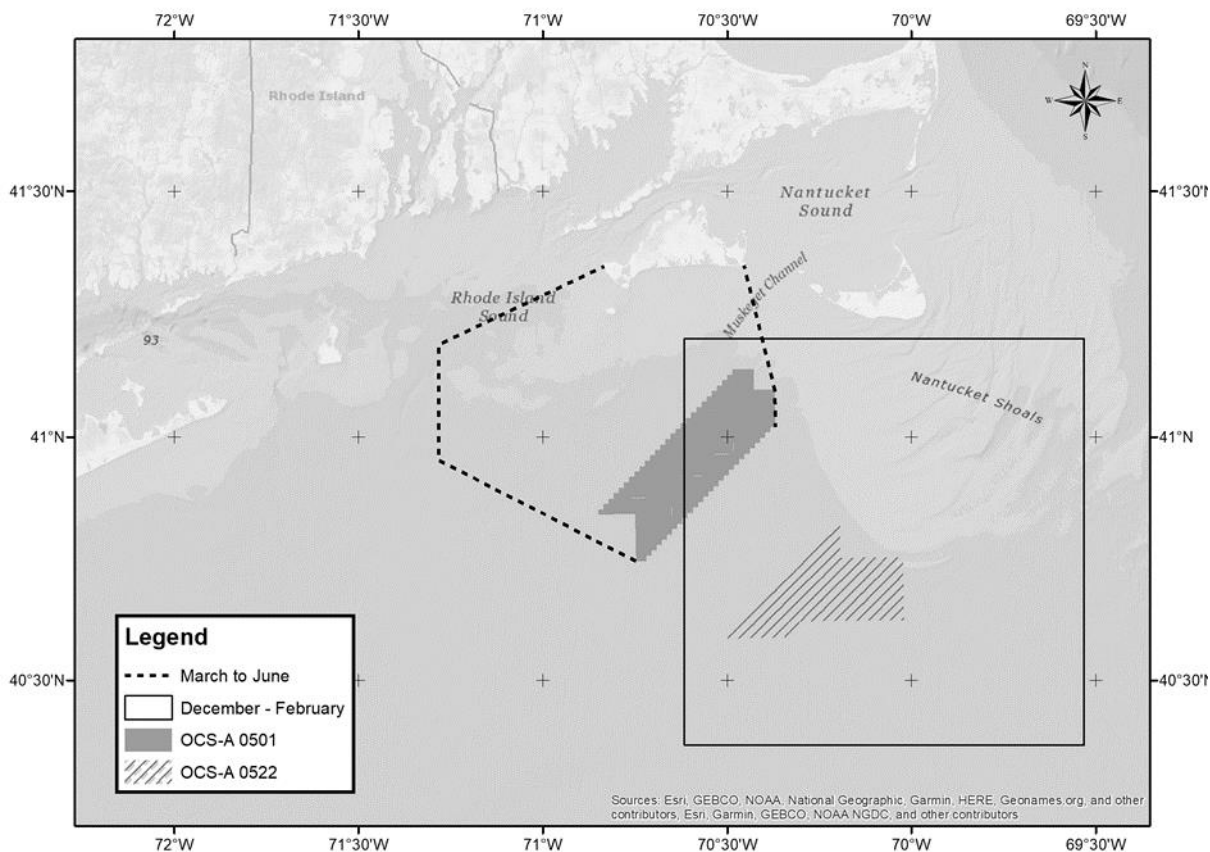 72°W 71°30'W 71°W 70°30'W 70°W 69°30'W
N
W E
S
Rhode Island
41°30'N 41°30'N
Nantucket
Sound
Muskeget Channel
Rhode Island
Sound
93
Nantucket Shoals
41°N 41°N
Legend
March to June
December - February
OCS-A 0501
OCS-A 0522
40°30'N 40°30'N
Sources: Esri, GEBCO, NOAA, National Geographic, Garmin, HERE, Geonames.org, and other
contributors, Esri, Garmin, GEBCO, NOAA NGDC, and other contributors
72°W 71°30'W 71°W 70°30'W 70°W 69°30'W